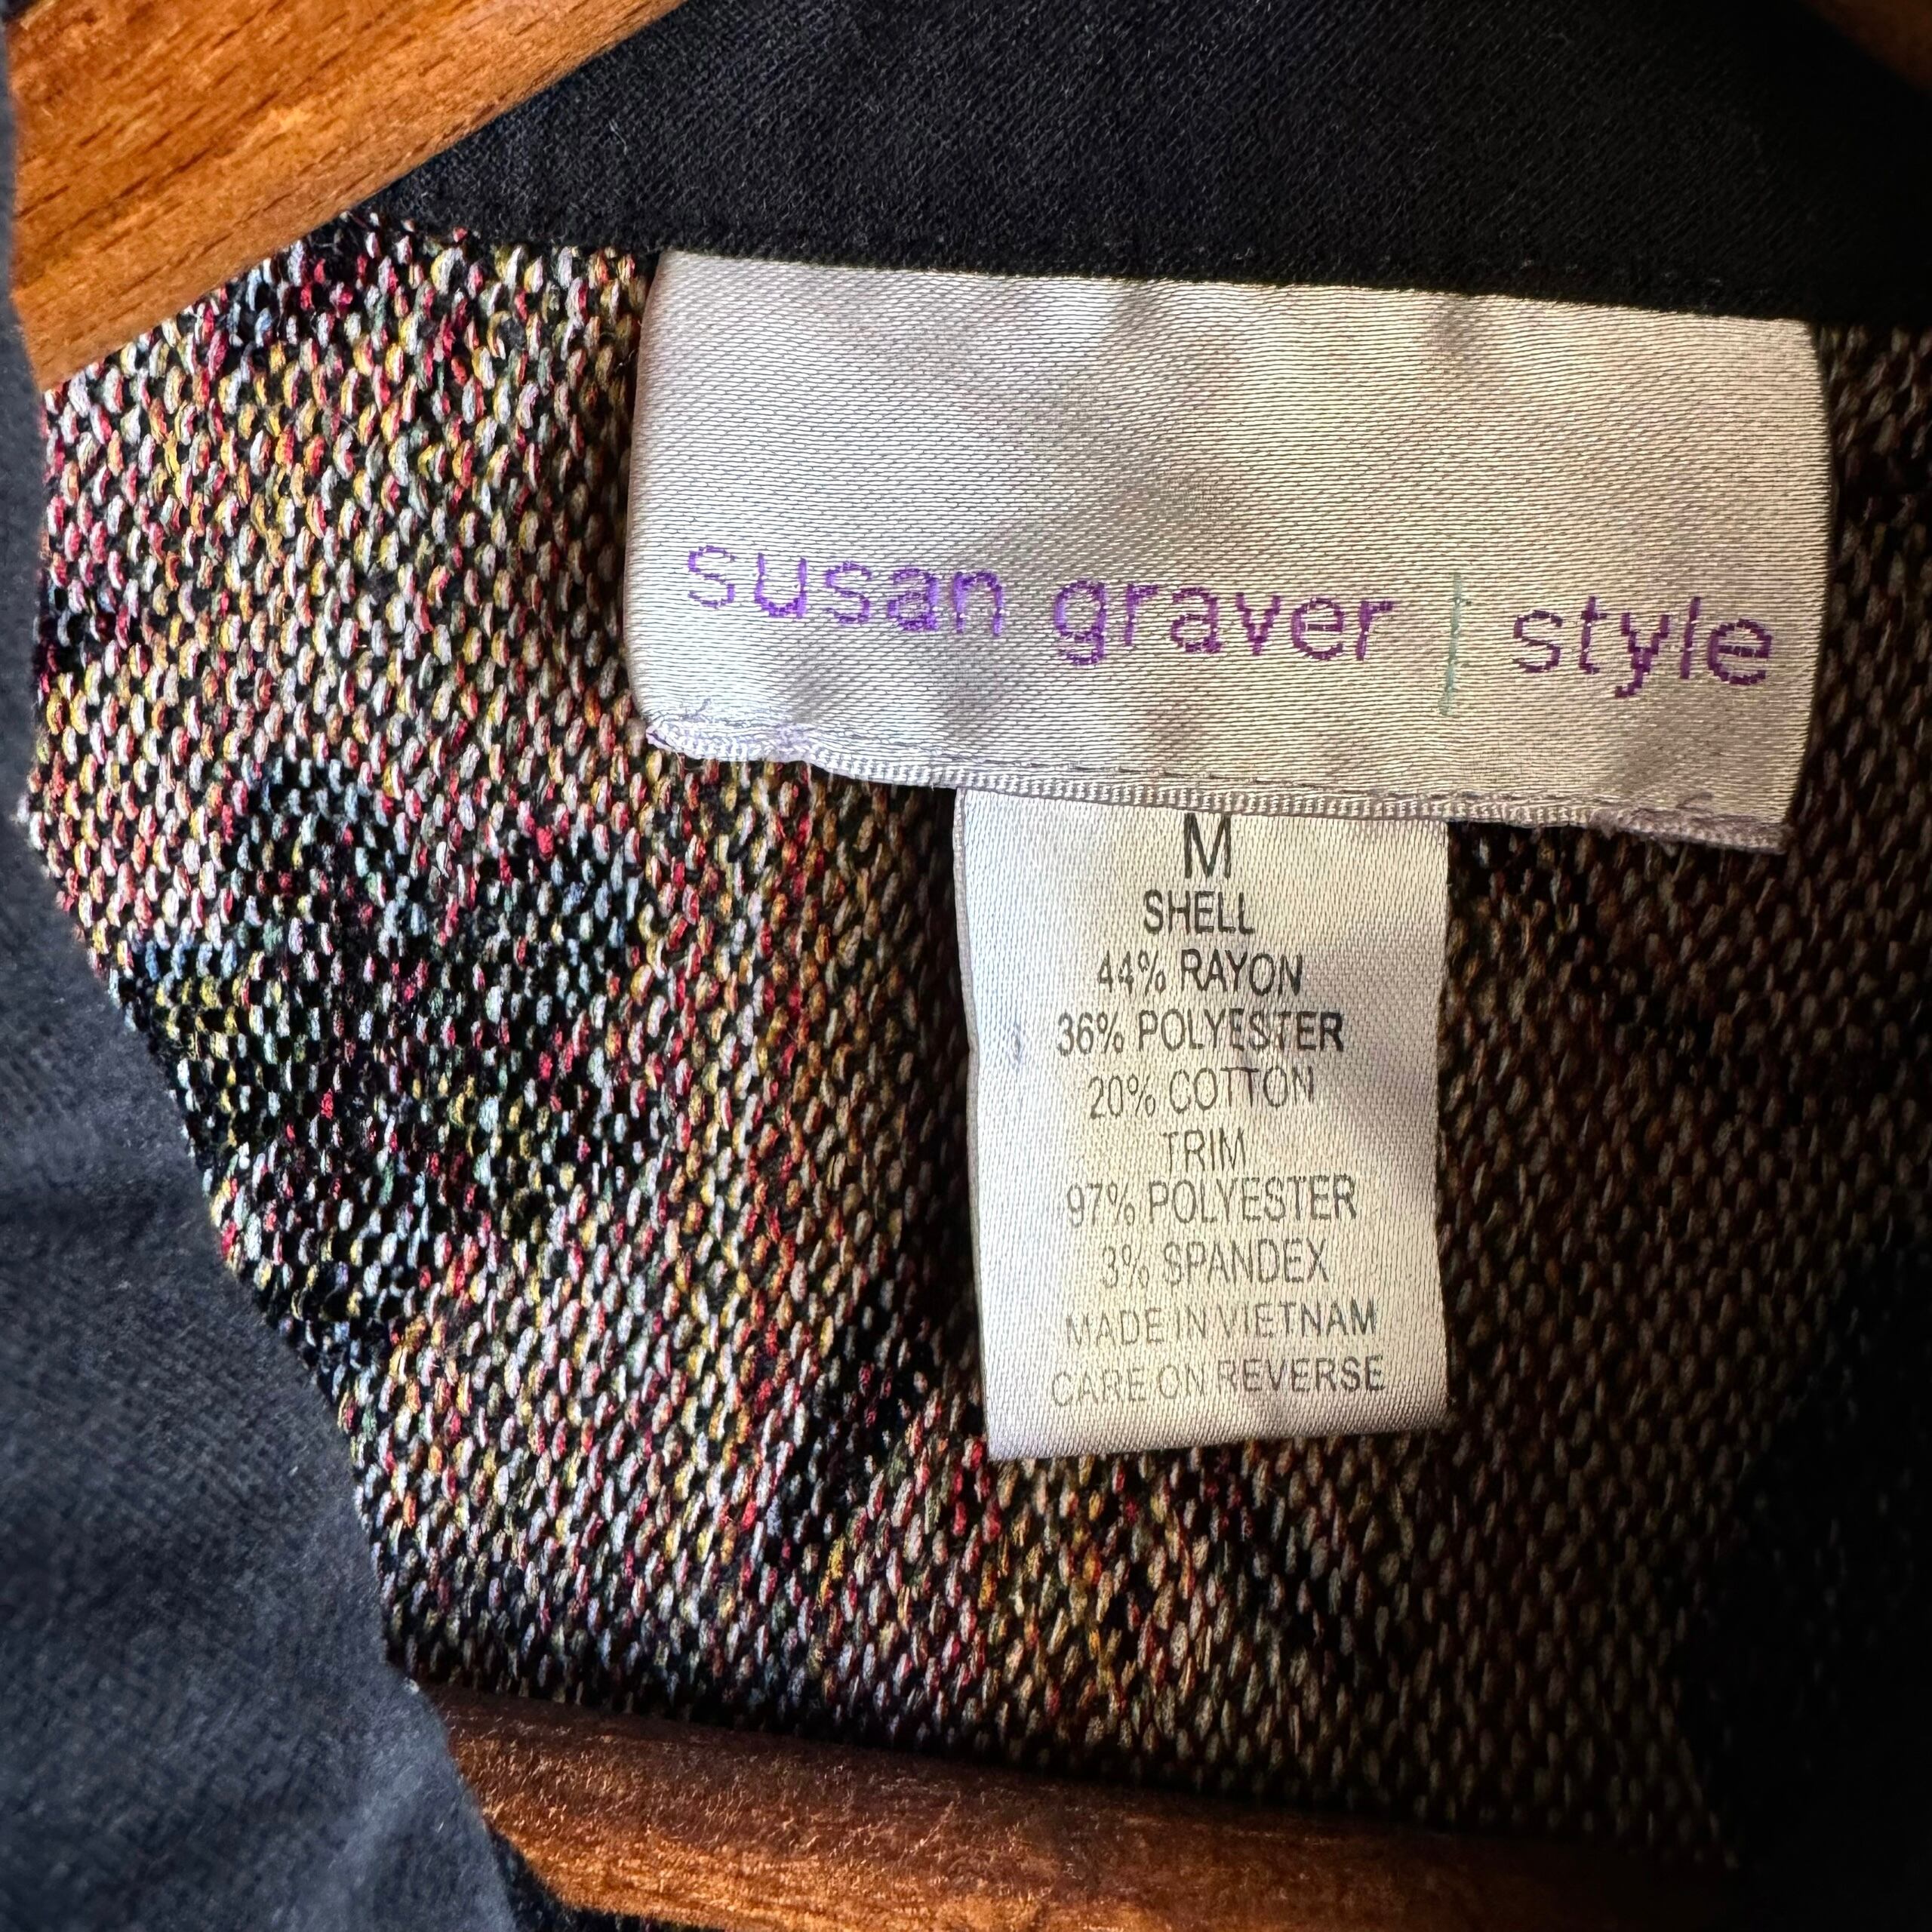 susan graver | style
M
SHELL
44% RAYON
36% POLYESTER
20% COTTON
TRIM
97% POLYESTER
3% SPANDEX
MADE IN VIETNAM
CARE ON REVERSE